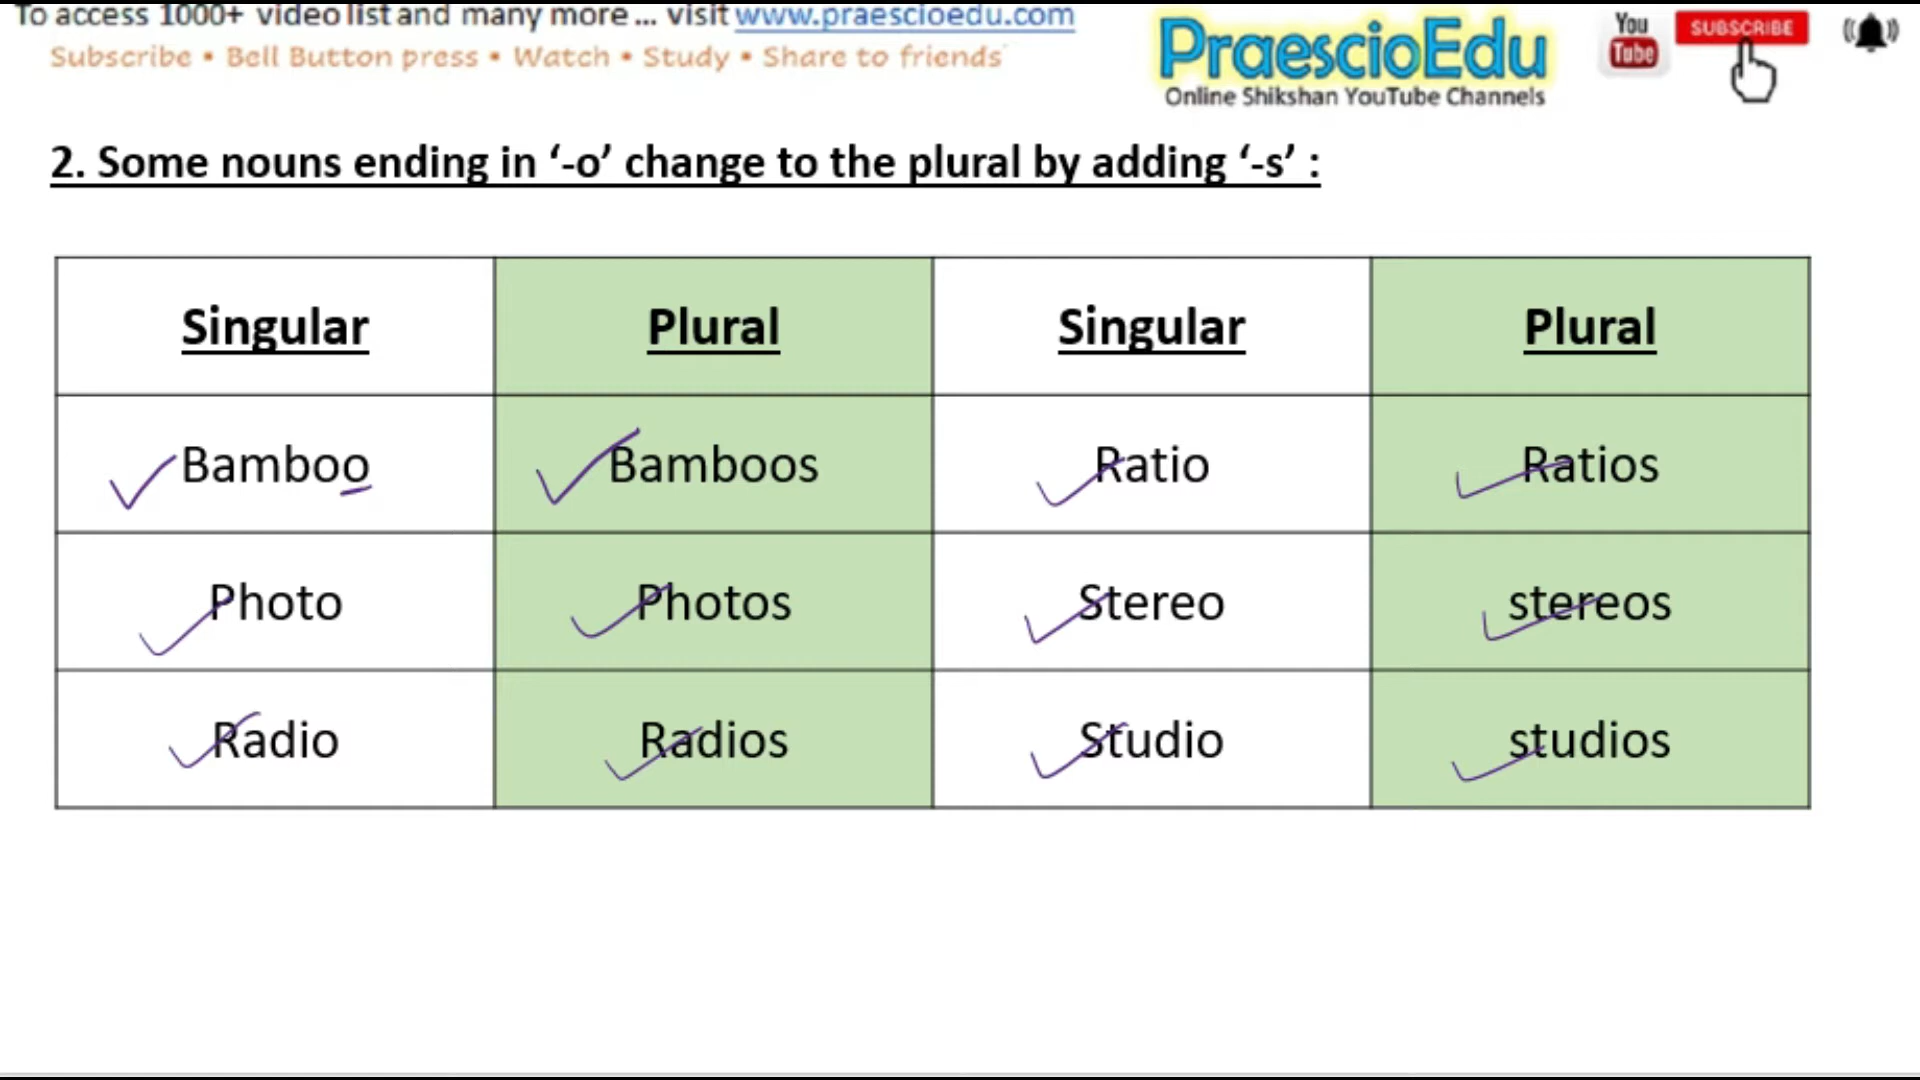 To access 1000+ video list and many more ... visit www.praescioedu.com
Subscribe • Bell Button press • Watch • Study • Share to friends
PraescioEdu
Online Shikshan YouTube Channels
You
Tube
SUBSCRIBE
2. Some nouns ending in ‘-o’ change to the plural by adding ‘-s’ :
Singular Plural Singular Plural
Bamboo Bamboos Ratio Ratios
Photo Photos Stereo stereos
Radio Radios Studio studios